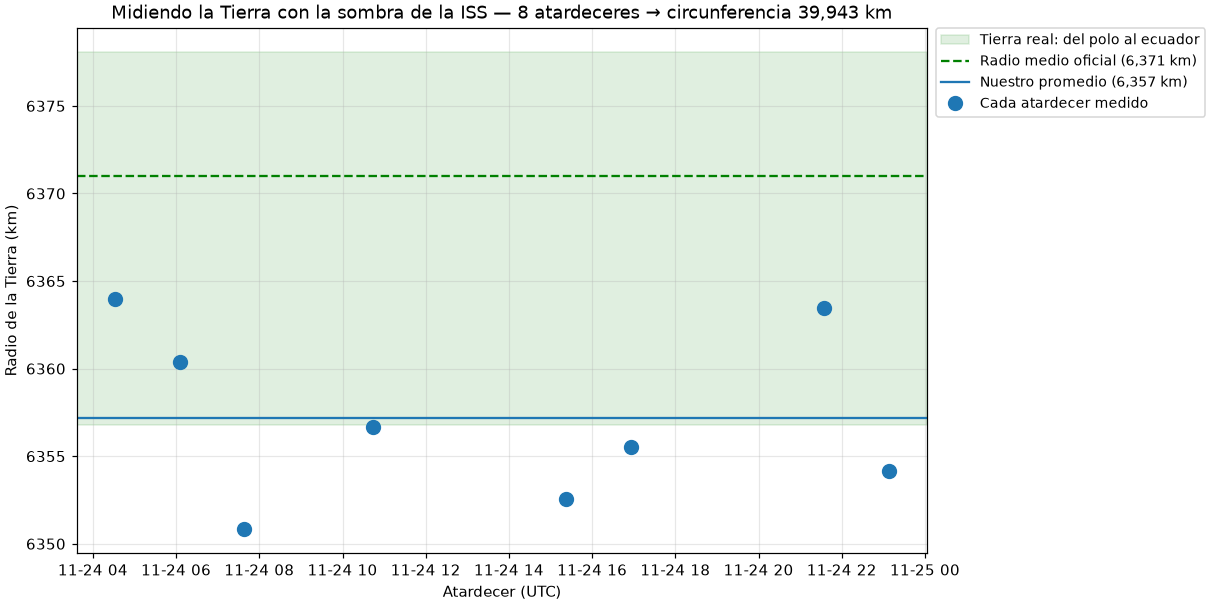 Midiendo la Tierra con la sombra de la ISS — 8 atardeceres → circunferencia 39,943 km
Tierra real: del polo al ecuador
Radio medio oficial (6,371 km)
Nuestro promedio (6,357 km)
Cada atardecer medido
Radio de la Tierra (km)
6375
6370
6365
6360
6355
6350
11-24 04 11-24 06 11-24 08 11-24 10 11-24 12 11-24 14 11-24 16 11-24 18 11-24 20 11-24 22 11-25 00
Atardecer (UTC)